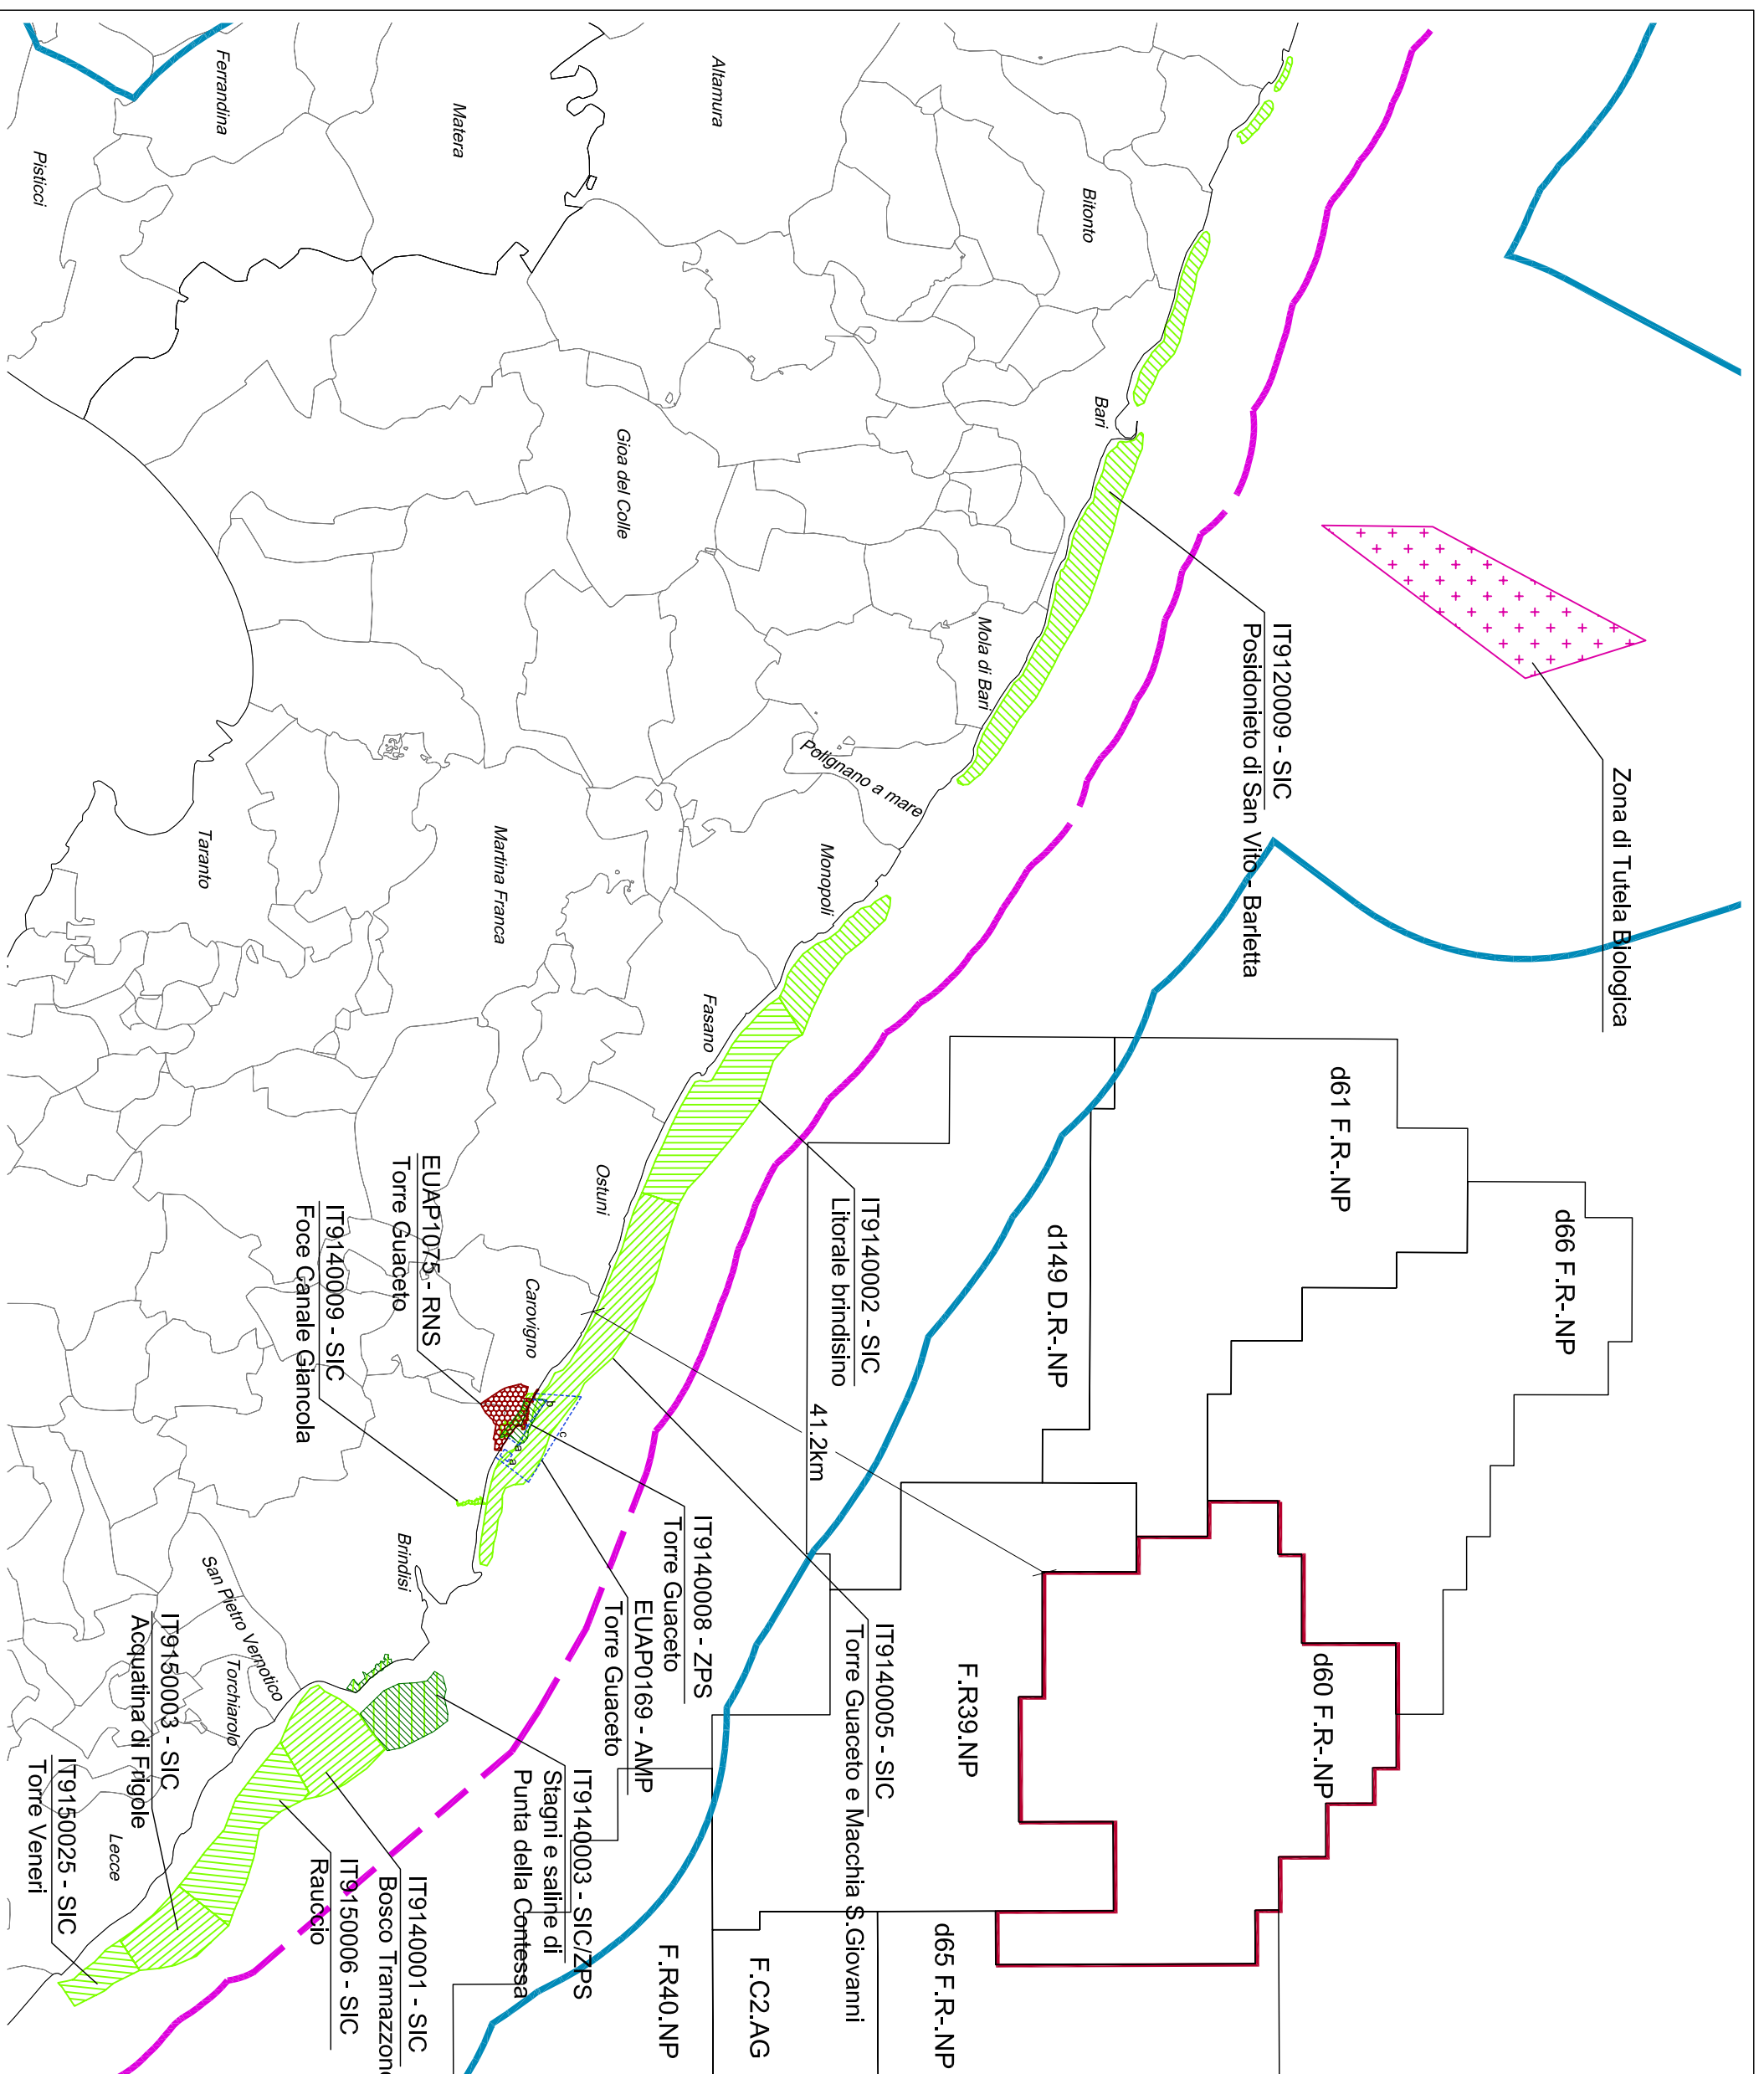 Zona di Tutela Biologica
IT9120009 - SIC
Posidonieto di San Vito - Barletta
d66 F.R-.NP
d61 F.R-.NP
d149 D.R-.NP
d60 F.R-.NP
F.R39.NP
d65 F.R-.NP
F.C2.AG
F.R40.NP
41.2km
IT9140002 - SIC
Litorale brindisino
IT9140005 - SIC
Torre Guaceto e Macchia S.Giovanni
IT9140008 - ZPS
Torre Guaceto
EUAP0169 - AMP
Torre Guaceto
IT9140003 - SIC/ZPS
Stagni e saline di
Punta della Contessa
EUAP1075 - RNS
Torre Guaceto
IT9140009 - SIC
Foce Canale Giancola
IT9140001 - SIC
Bosco Tramazzone
IT9150006 - SIC
Rauccio
IT9150003 - SIC
Acquatina di Frigole
IT9150025 - SIC
Torre Veneri
Bitonto
Bari
Altamura
Matera
Ferrandina
Pisticci
Gioa del Colle
Mola di Bari
Polignano a mare
Monopoli
Martina Franca
Taranto
Fasano
Ostuni
Carovigno
Brindisi
San Pietro Vernotico
Torchiarolo
Lecce
b
c
a
a